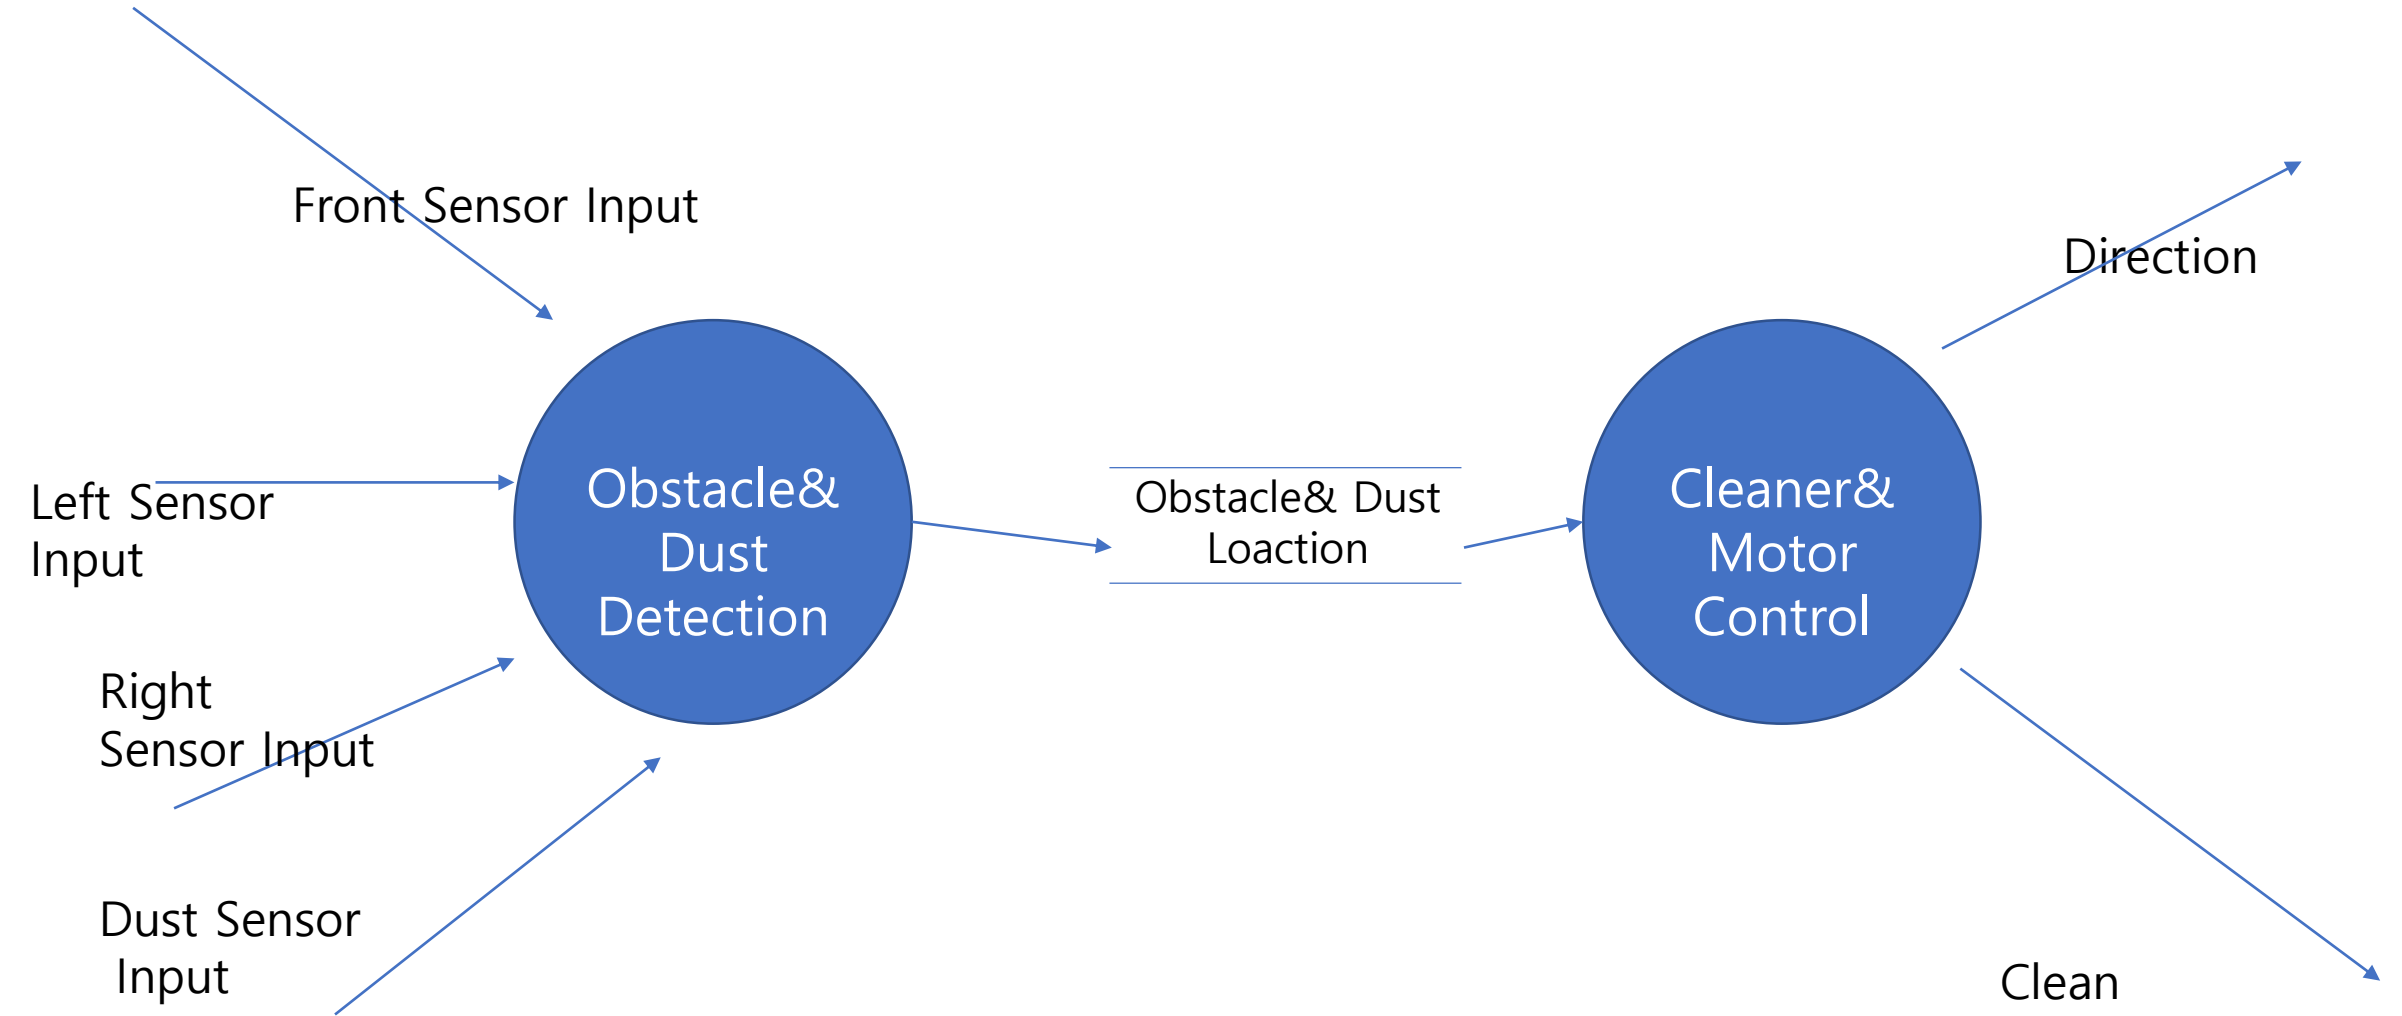 Front Sensor Input
Direction
Left Sensor
Input
Obstacle&
Dust
Detection
Obstacle& Dust
Loaction
Cleaner&
Motor
Control
Right
Sensor Input
Dust Sensor
Input
Clean